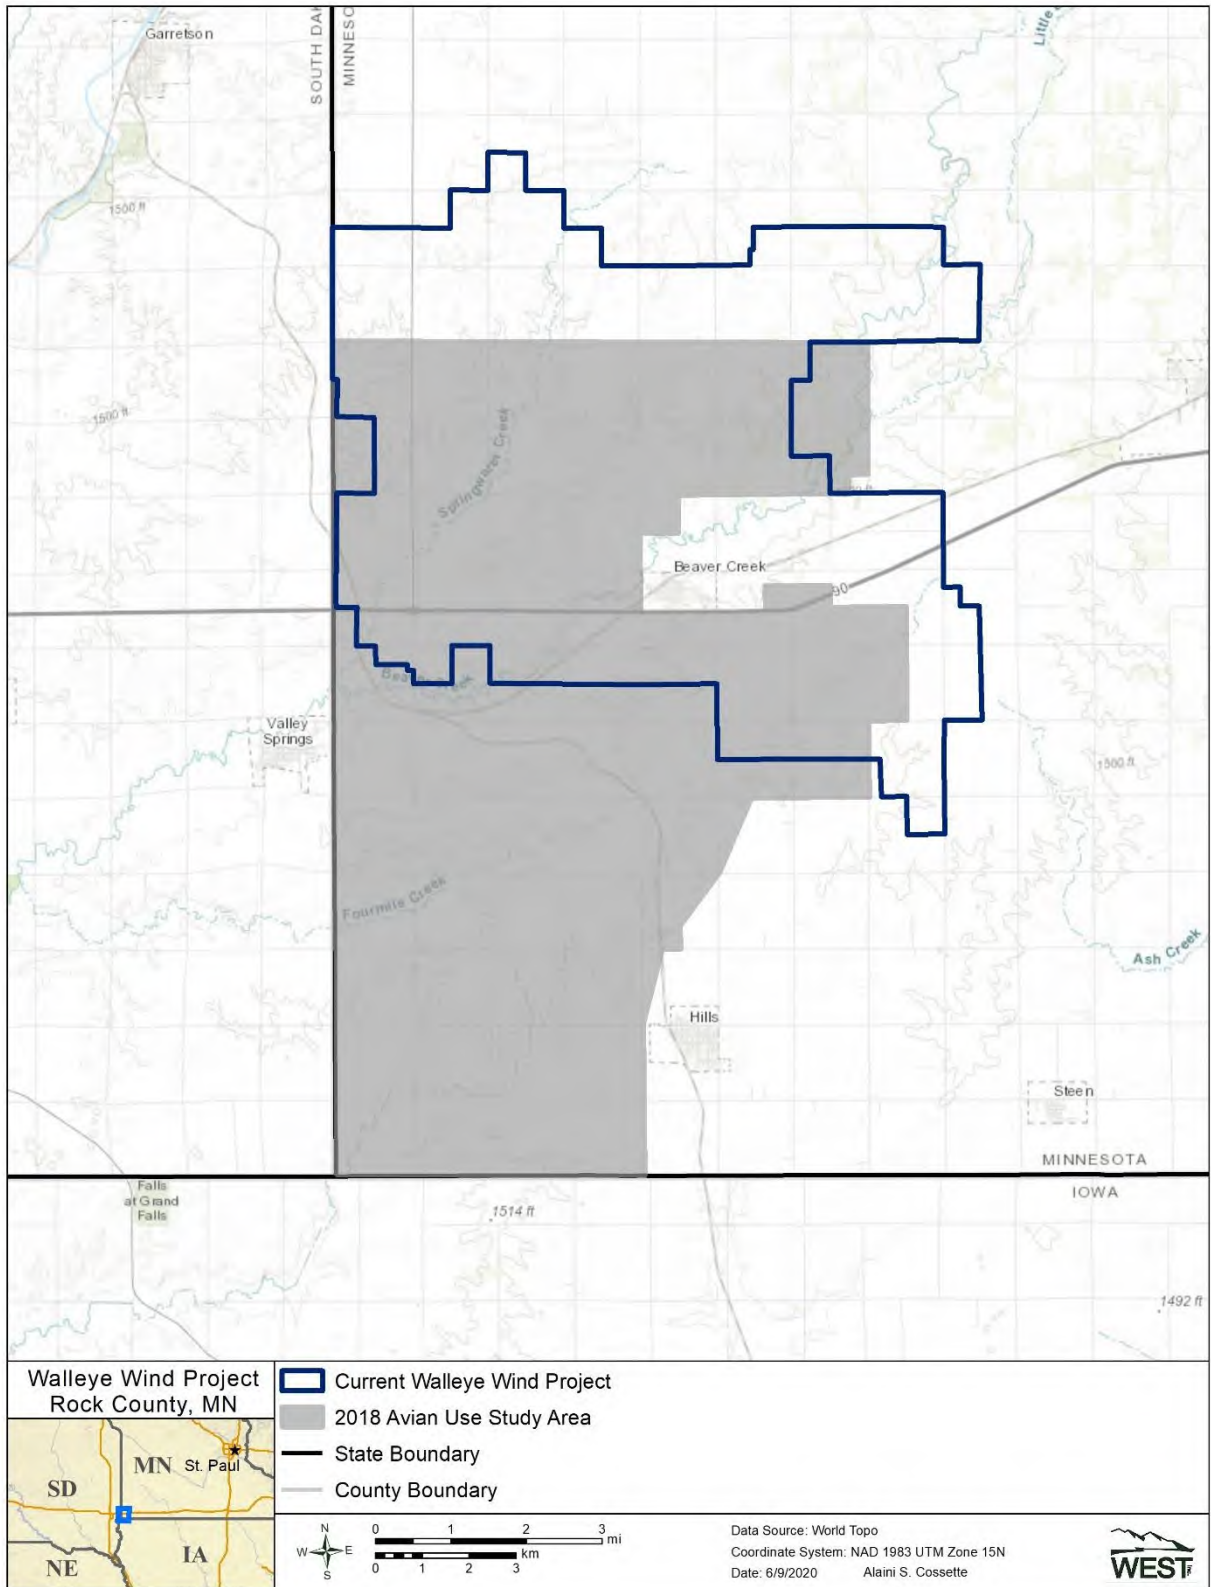 Garretson
SOUTH DAK
MINNESO
Little
1500 ft
1500 ft
Springwater Creek
Beaver Creek
90
Beaver Creek
Valley
Springs
1500 ft
Fourmile Creek
Ash Creek
Hills
Steen
MINNESOTA
IOWA
Falls
at Grand
Falls
1514 ft
1492 ft
Walleye Wind Project
Rock County, MN
SD
MN
St. Paul
NE
IA
Current Walleye Wind Project
2018 Avian Use Study Area
State Boundary
County Boundary
N
W E
S
0 1 2 3
mi
km
0 1 2 3
Data Source: World Topo
Coordinate System: NAD 1983 UTM Zone 15N
Date: 6/9/2020 Alaini S. Cossette
WEST